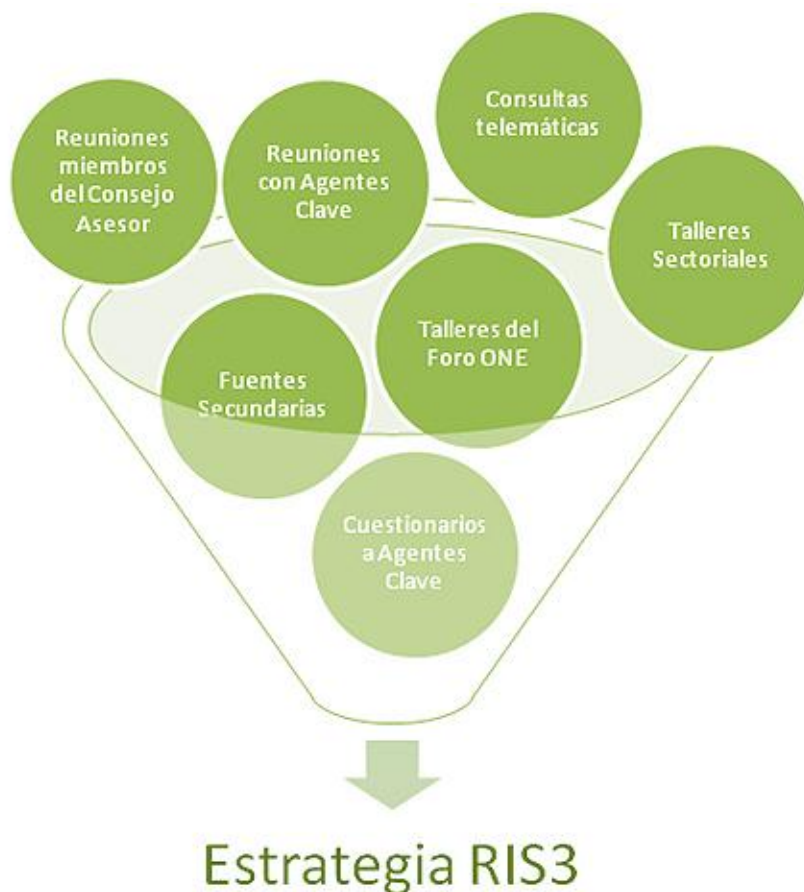 Reuniones
miembros
del Consejo
Asesor
Reuniones
con Agentes
Clave
Consultas
telemáticas
Talleres
Sectoriales
Fuentes
Secundarias
Talleres del
Foro ONE
Cuestionarios
a Agentes
Clave
Estrategia RIS3